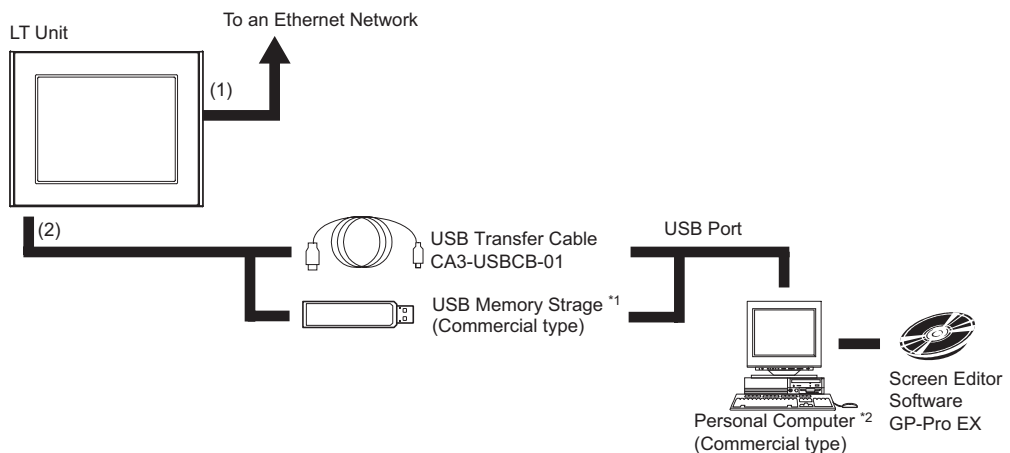 To an Ethernet Network
LT Unit
(1)
(2)
USB Transfer Cable
CA3-USBCB-01
USB Port
USB Memory Strage *1
(Commercial type)
Personal Computer *2
(Commercial type)
Screen Editor
Software
GP-Pro EX